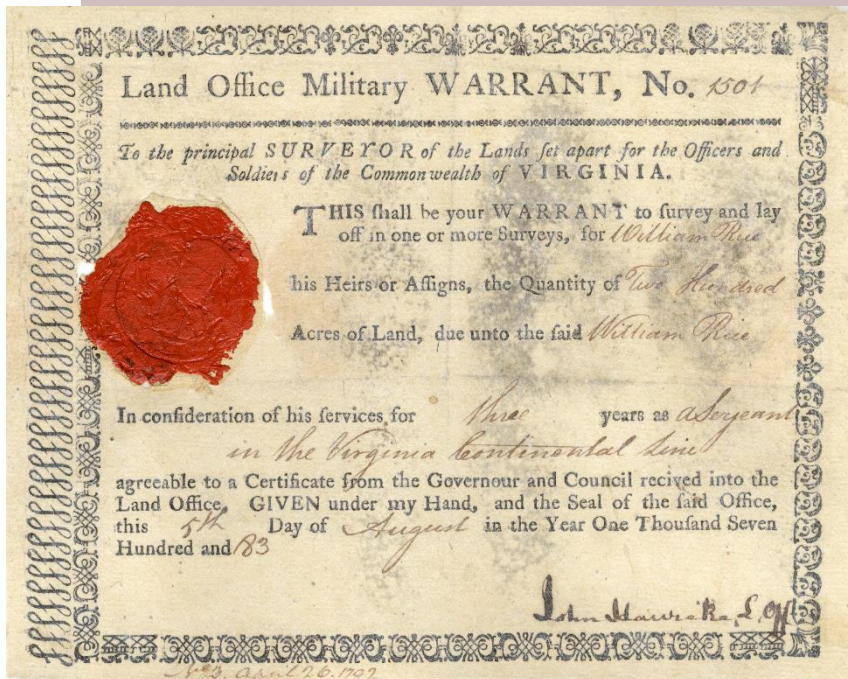 Land Office Military WARRANT, No. 1501
To the principal SURVEYOR of the Lands ſet apart for the Officers and
Soldiers of the Commonwealth of VIRGINIA.
THIS ſhall be your WARRANT to ſurvey and lay
off in one or more Surveys, for William Rice
his Heirs or Aſſigns, the Quantity of Two Hundred
Acres of Land, due unto the ſaid William Rice
In conſideration of his ſervices for three years as a Serjeant
in the Virginia Continental Line
agreeable to a Certificate from the Governour and Council recived into the
Land Office, GIVEN under my Hand, and the Seal of the ſaid Office,
this 5th Day of August in the Year One Thouſand Seven
Hundred and 83
John Hawr L. Off
April 26. 1792